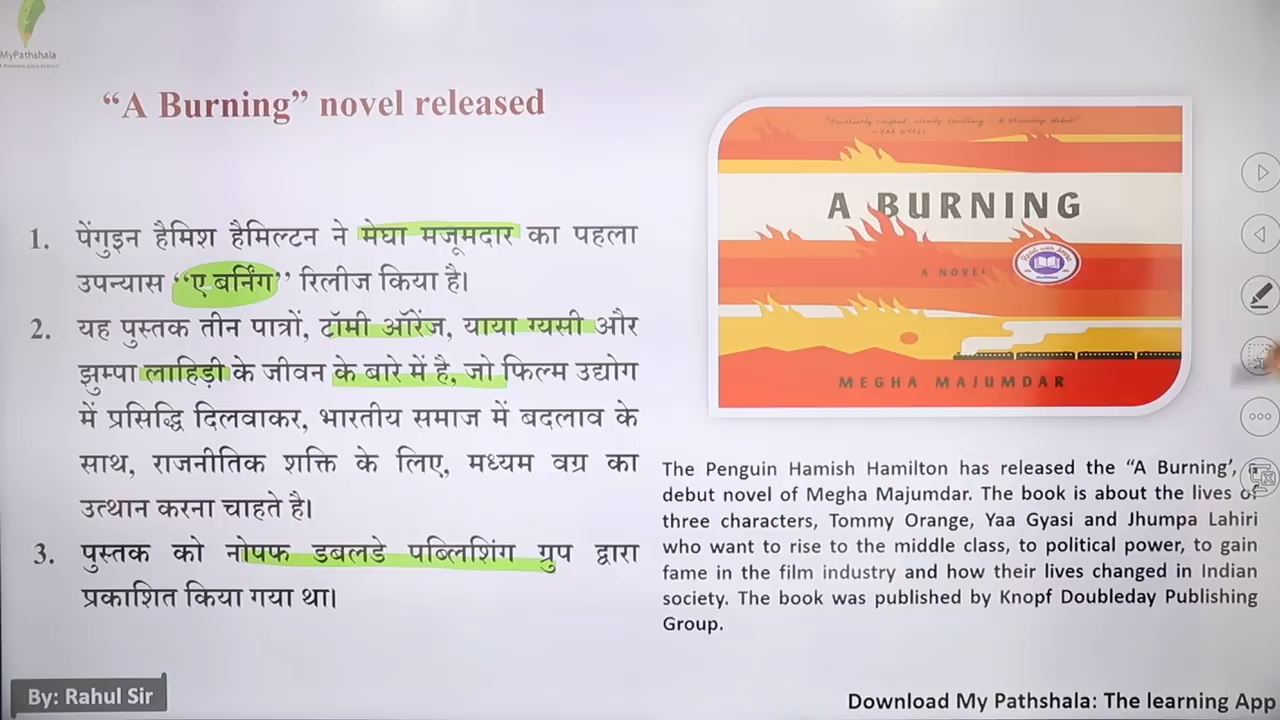 MyPathshala
“A Burning” novel released
1. पेंगुइन हैमिश हैमिल्टन ने मेघा मजूमदार का पहला
उपन्यास “ए बर्निंग” रिलीज किया है।
2. यह पुस्तक तीन पात्रों, टॉमी ऑरेंज, याया ग्यसी और
झुम्पा लाहिड़ी के जीवन के बारे में है, जो फिल्म उद्योग
में प्रसिद्धि दिलवाकर, भारतीय समाज में बदलाव के
साथ, राजनीतिक शक्ति के लिए, मध्यम वग्र का
उत्थान करना चाहते है।
3. पुस्तक को नोपफ डबलडे पब्लिशिंग ग्रुप द्वारा
प्रकाशित किया गया था।
A BURNING
A NOVEL
MEGHA MAJUMDAR
The Penguin Hamish Hamilton has released the “A Burning’, a
debut novel of Megha Majumdar. The book is about the lives of
three characters, Tommy Orange, Yaa Gyasi and Jhumpa Lahiri
who want to rise to the middle class, to political power, to gain
fame in the film industry and how their lives changed in Indian
society. The book was published by Knopf Doubleday Publishing
Group.
By: Rahul Sir
Download My Pathshala: The learning App